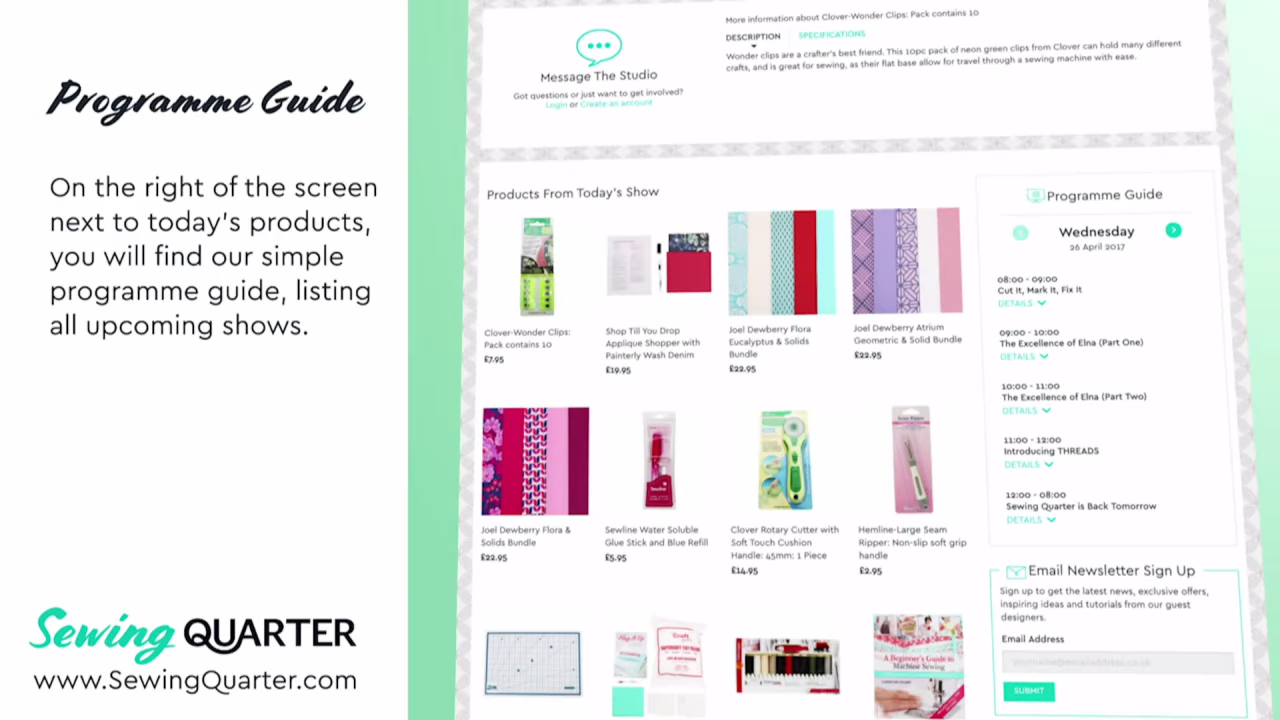 Programme Guide
On the right of the screen
next to today's products,
you will find our simple
programme guide, listing
all upcoming shows.
Sewing QUARTER
www.SewingQuarter.com
Message The Studio
Got questions or just want to get involved?
Login or Create an account
More information about Clover-Wonder Clips: Pack contains 10
DESCRIPTION
SPECIFICATIONS
Wonder clips are a crafter's best friend. This 10pc pack of neon green clips from Clover can hold many different
crafts, and is great for sewing, as their flat base allow for travel through a sewing machine with ease.
Products From Today's Show
Clover-Wonder Clips:
Pack contains 10
£7.95
Shop Till You Drop
Applique Shopper with
Painterly Wash Denim
£19.95
Joel Dewberry Flora
Eucalyptus & Solids
Bundle
£22.95
Joel Dewberry Atrium
Geometric & Solid Bundle
£22.95
Joel Dewberry Flora &
Solids Bundle
£22.95
Sewline Water Soluble
Glue Stick and Blue Refill
£5.95
Clover Rotary Cutter with
Soft Touch Cushion
Handle: 45mm: 1 Piece
£14.95
Hemline-Large Seam
Ripper: Non-slip soft grip
handle
£2.95
A Beginner's Guide to
Machine Sewing
Programme Guide
Wednesday
26 April 2017
08:00 - 09:00
Cut It, Mark It, Fix It
DETAILS
09:00 - 10:00
The Excellence of Elna (Part One)
DETAILS
10:00 - 11:00
The Excellence of Elna (Part Two)
DETAILS
11:00 - 12:00
Introducing THREADS
DETAILS
12:00 - 08:00
Sewing Quarter is Back Tomorrow
DETAILS
Email Newsletter Sign Up
Sign up to get the latest news, exclusive offers,
inspiring ideas and tutorials from our guest
designers.
Email Address
yourname@emailaddress.co.uk
SUBMIT